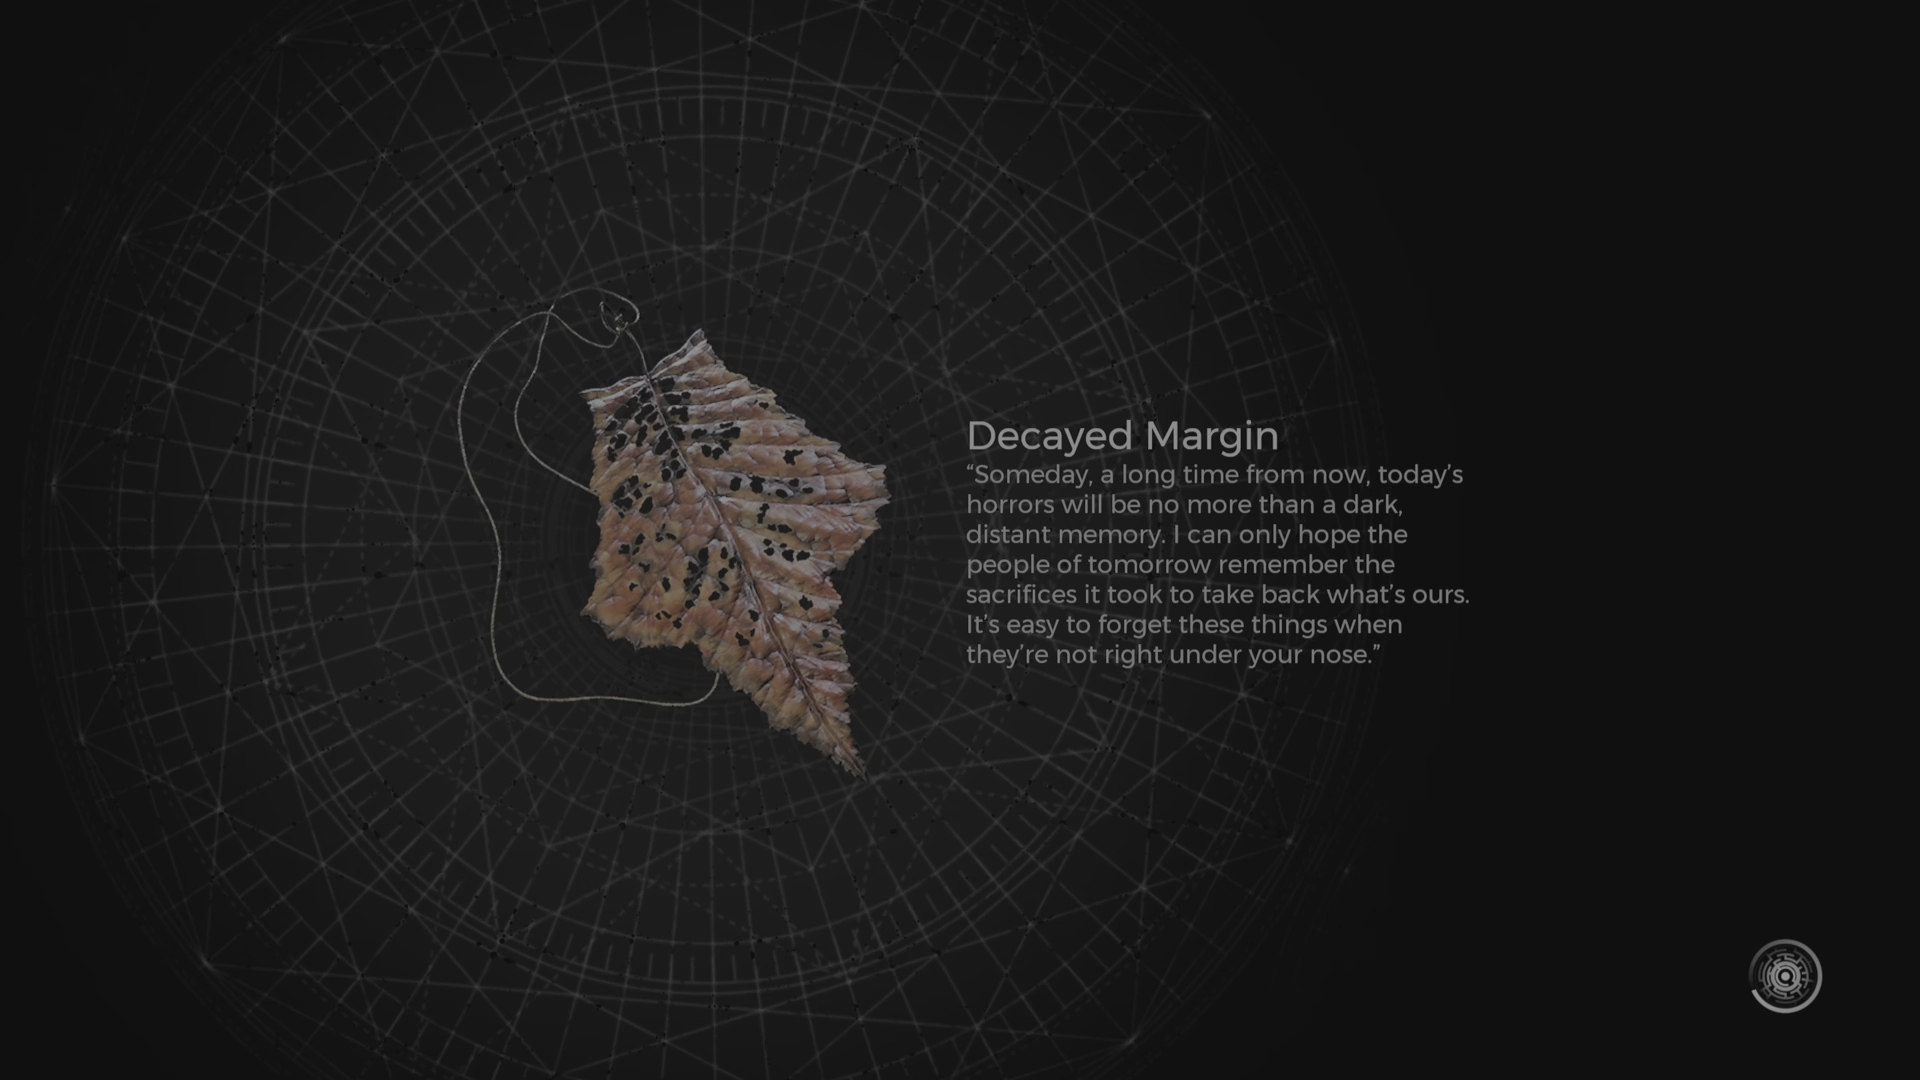 Decayed Margin
“Someday, a long time from now, today’s
horrors will be no more than a dark,
distant memory. I can only hope the
people of tomorrow remember the
sacrifices it took to take back what’s ours.
It’s easy to forget these things when
they’re not right under your nose.”